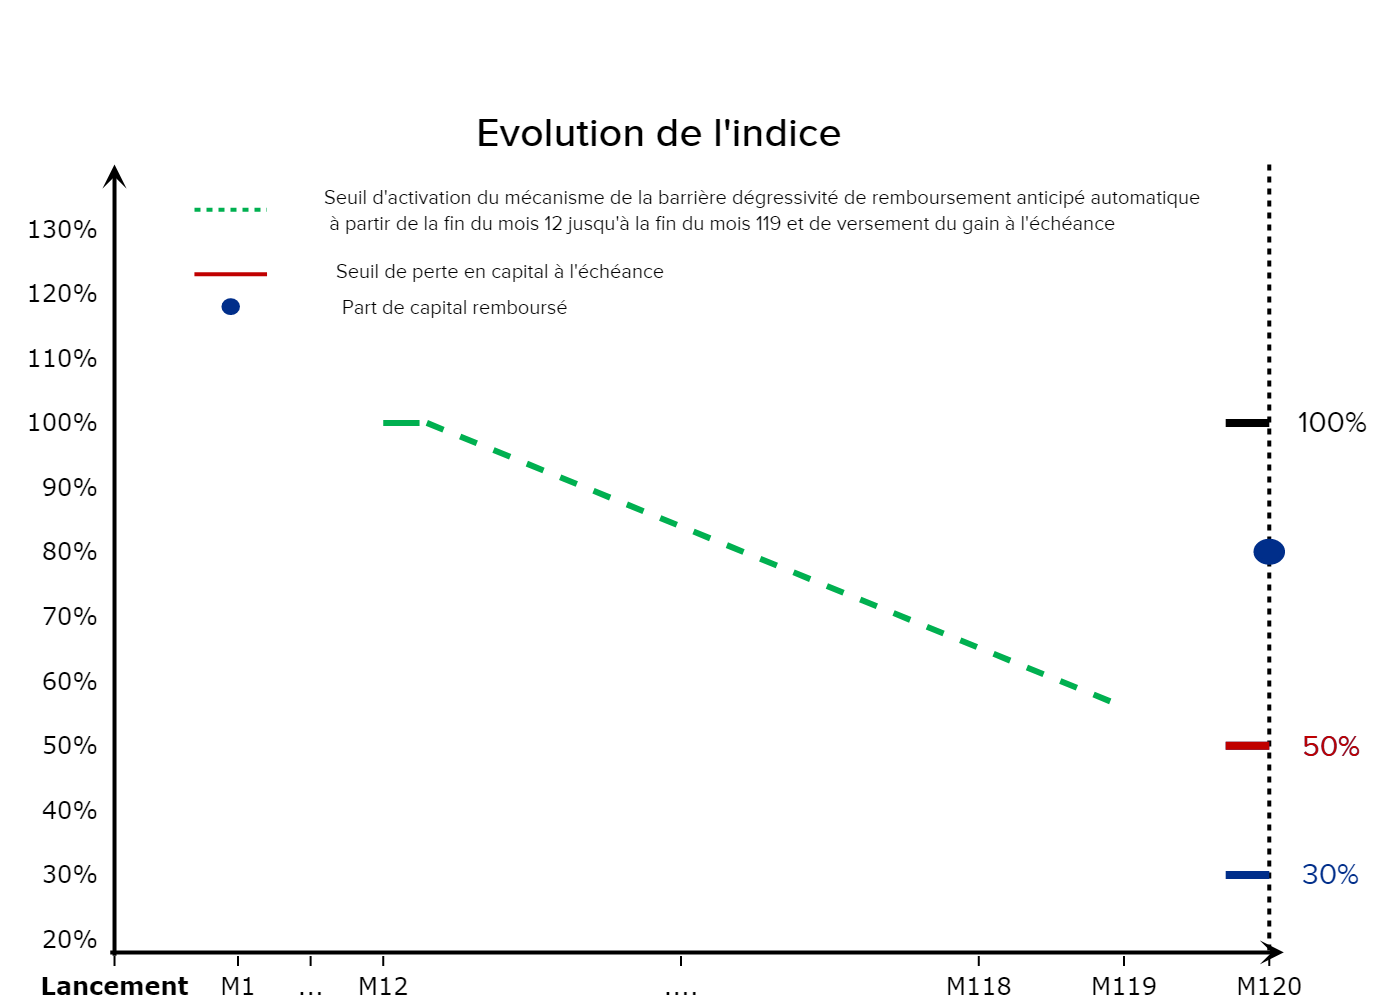 Evolution de l'indice
Seuil d'activation du mécanisme de la barrière dégressivité de remboursement anticipé automatique
à partir de la fin du mois 12 jusqu'à la fin du mois 119 et de versement du gain à l'échéance
130%
Seuil de perte en capital à l'échéance
120%
Part de capital remboursé
110%
100%
100%
90%
80%
70%
60%
50%
50%
40%
30%
30%
20%
Lancement M1 ... M12 .... M118 M119 M120